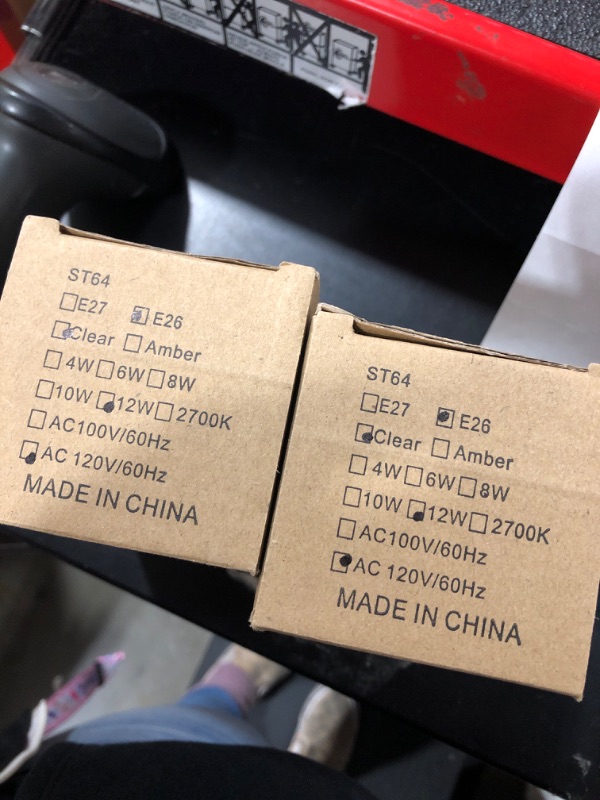 ST64
E27 E26
Clear Amber
4W 6W 8W
10W 12W 2700K
AC100V/60Hz
AC 120V/60Hz
MADE IN CHINA
ST64
E27 E26
Clear Amber
4W 6W 8W
10W 12W 2700K
AC100V/60Hz
AC 120V/60Hz
MADE IN CHINA